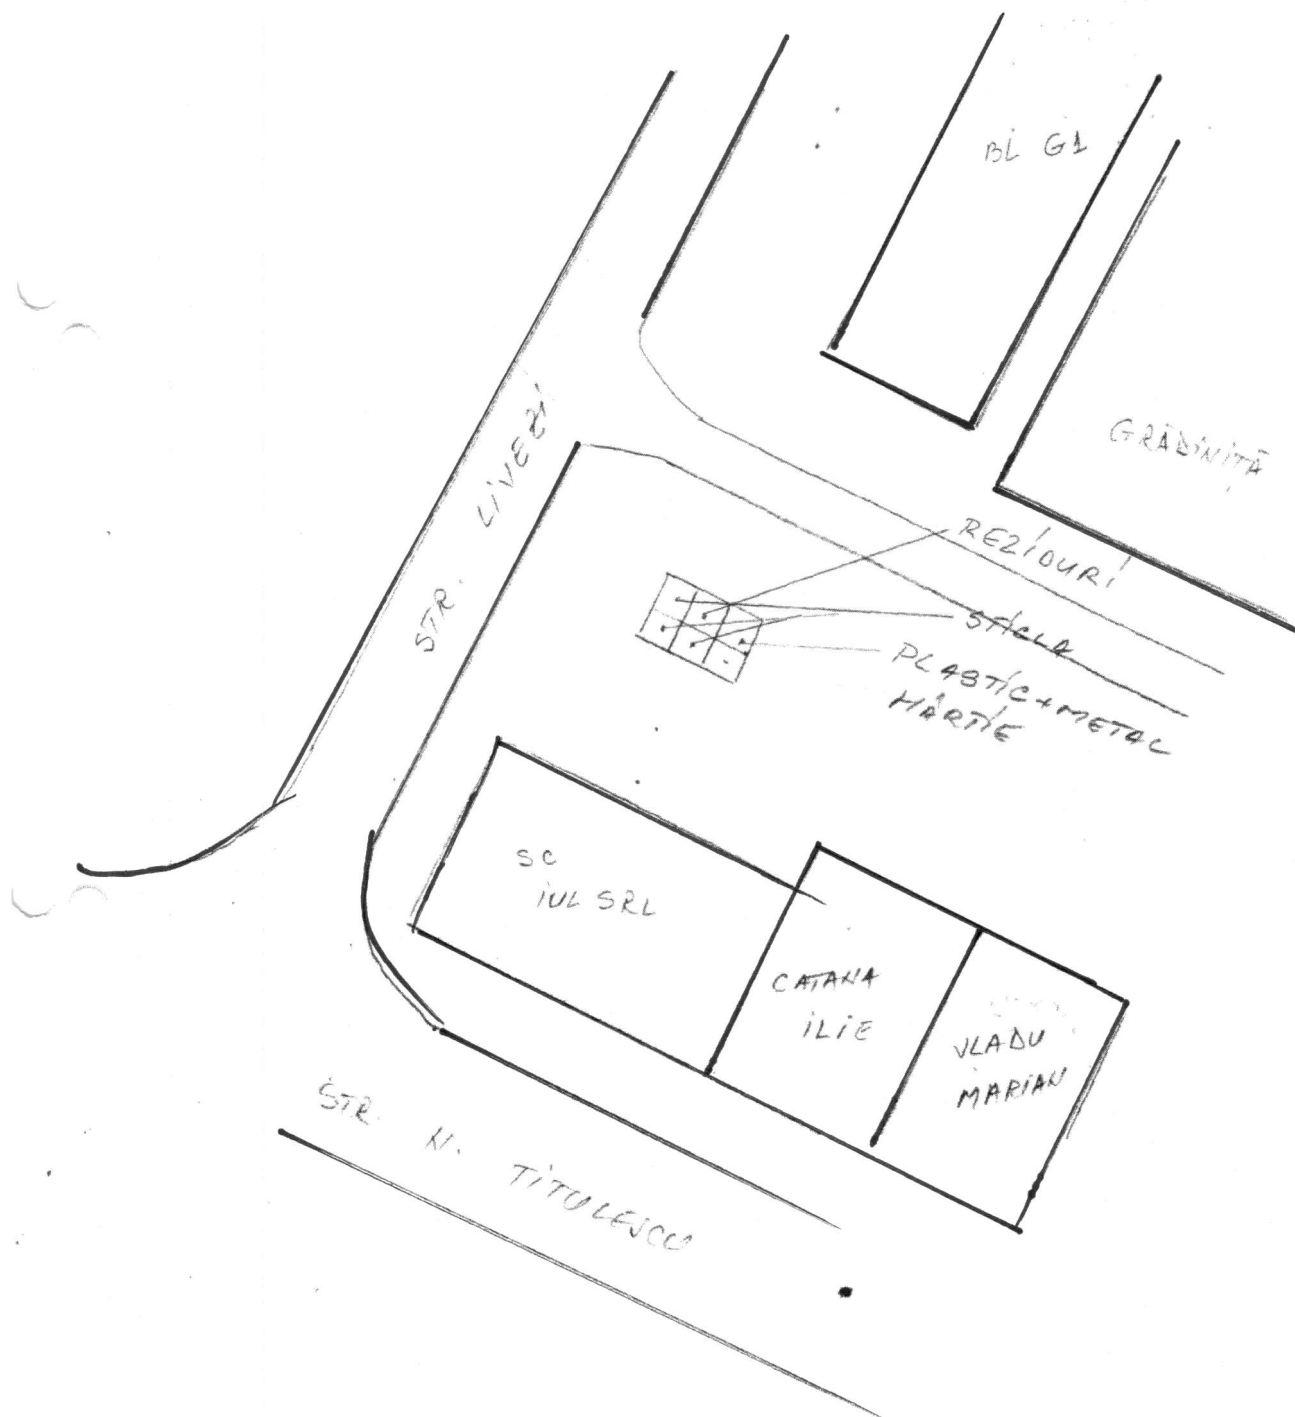 BL G1
GRĂDINIȚĂ
STR. LIVEZI
REZIDURI
STICLA
PLASTIC+METAL
HÂRTIE
SC
IUL SRL
CATANA
ILIE
VLADU
MARIAN
STR. N. TITULESCU